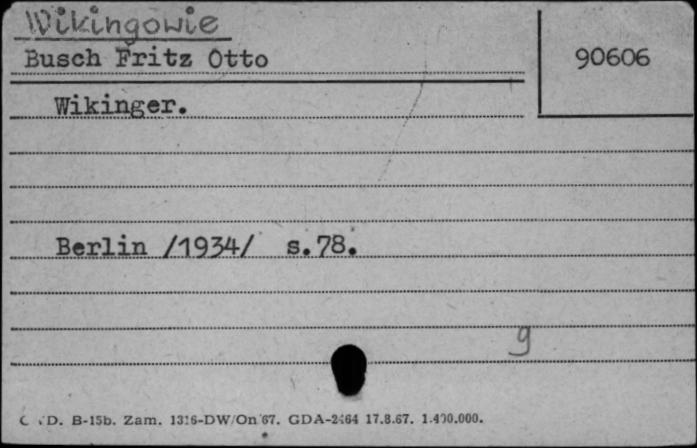 Wikingowie
Busch Fritz Otto
90606
Wikinger.
Berlin /1934/ s.78.
g
D. B-15b. Zam. 1316-DW/On/67. GDA-2464 17.8.67. 1.400.000.